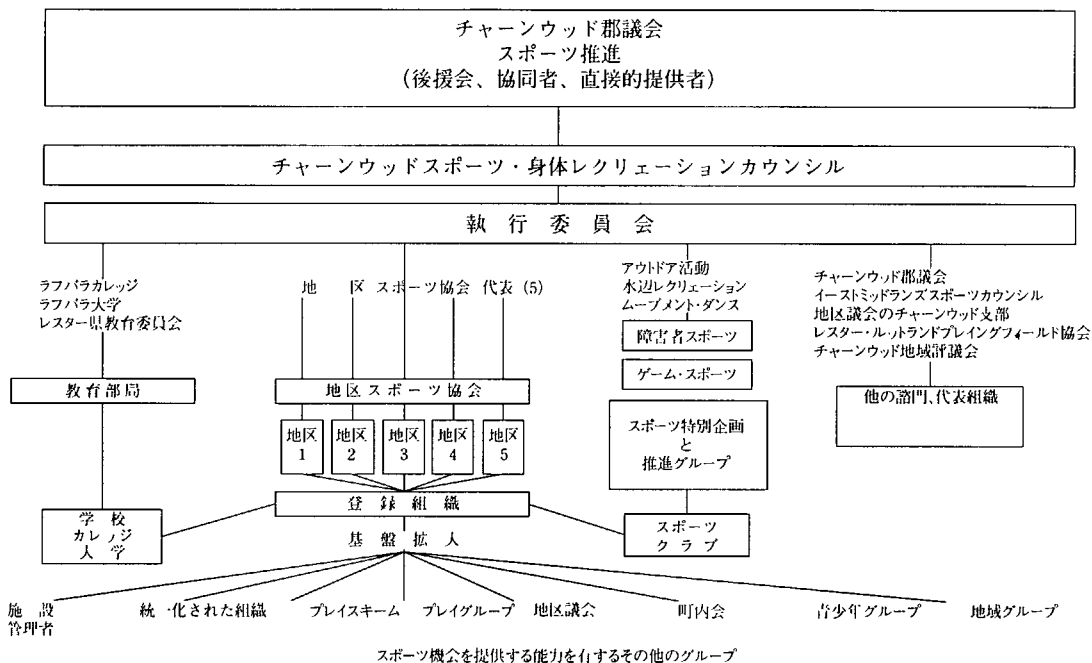 チャーンウッド郡議会
スポーツ推進
(後援会、協同者、直接的提供者)
チャーンウッドスポーツ・身体レクリェーションカウンシル
執行委員会
ラフバラカレッジ
ラフバラ大学
レスター県教育委員会
教育部局
学校
カレッジ
人学
地 区 スポーツ協会 代表 (5)
地区スポーツ協会
地区 1
地区 2
地区 3
地区 4
地区 5
登録組織
基盤拡人
アウトドア活動
水辺レクリェーション
ムーブメント・ダンス
障害者スポーツ
ゲーム・スポーツ
スポーツ特別企画
と
推進グループ
スポーツ
クラブ
チャーンウッド郡議会
イーストミッドランズスポーツカウンシル
地区議会のチャーンウッド支部
レスター・ルットランドプレイングフィールド協会
チャーンウッド地域評議会
他の諮問、代表組織
施設
管理者
統一化された組織
プレイスキーム
プレイグループ
地区議会
町内会
青少年グループ
地域グループ
スポーツ機会を提供する能力を有するその他のグループ